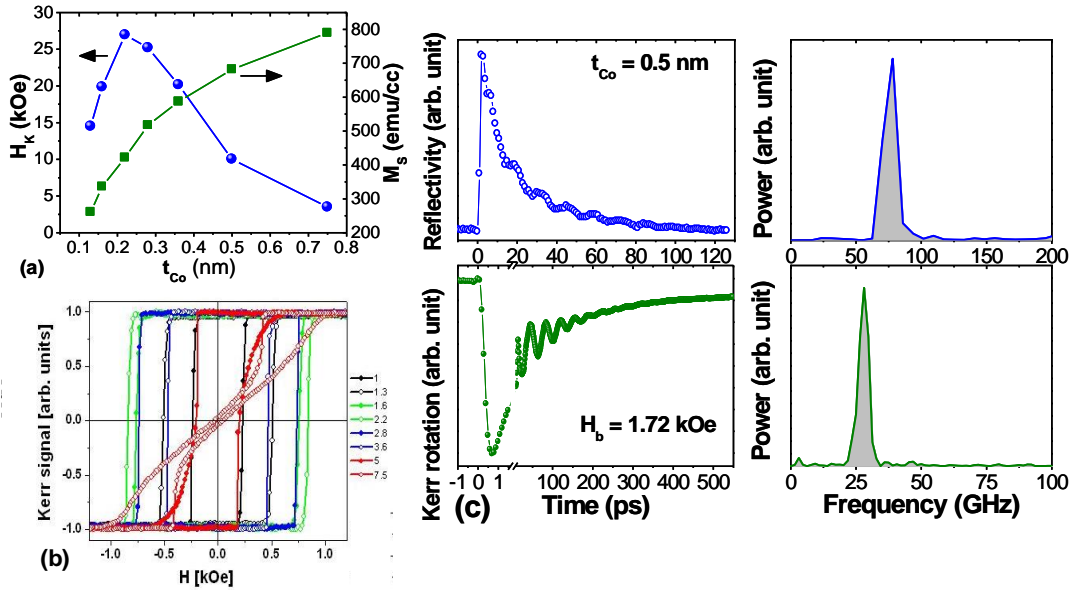 30
25
20
15
10
5
0
H_K (kOe)
800
700
600
500
400
300
200
M_S (emu/cc)
0.1 0.2 0.3 0.4 0.5 0.6 0.7 0.8
(a)
t_Co (nm)
Reflectivity (arb. unit)
t_Co = 0.5 nm
0 20 40 60 80 100 120
Power (arb. unit)
0 50 100 150 200
Kerr signal [arb. units]
1.0
0.5
0.0
-0.5
-1.0
1
1.3
1.6
2.2
2.8
3.6
5
7.5
-1.0 -0.5 0.0 0.5 1.0
(b)
H [kOe]
Kerr rotation (arb. unit)
H_b = 1.72 kOe
-1 0 1 100 200 300 400 500
(c)
Time (ps)
Power (arb. unit)
0 20 40 60 80 100
Frequency (GHz)